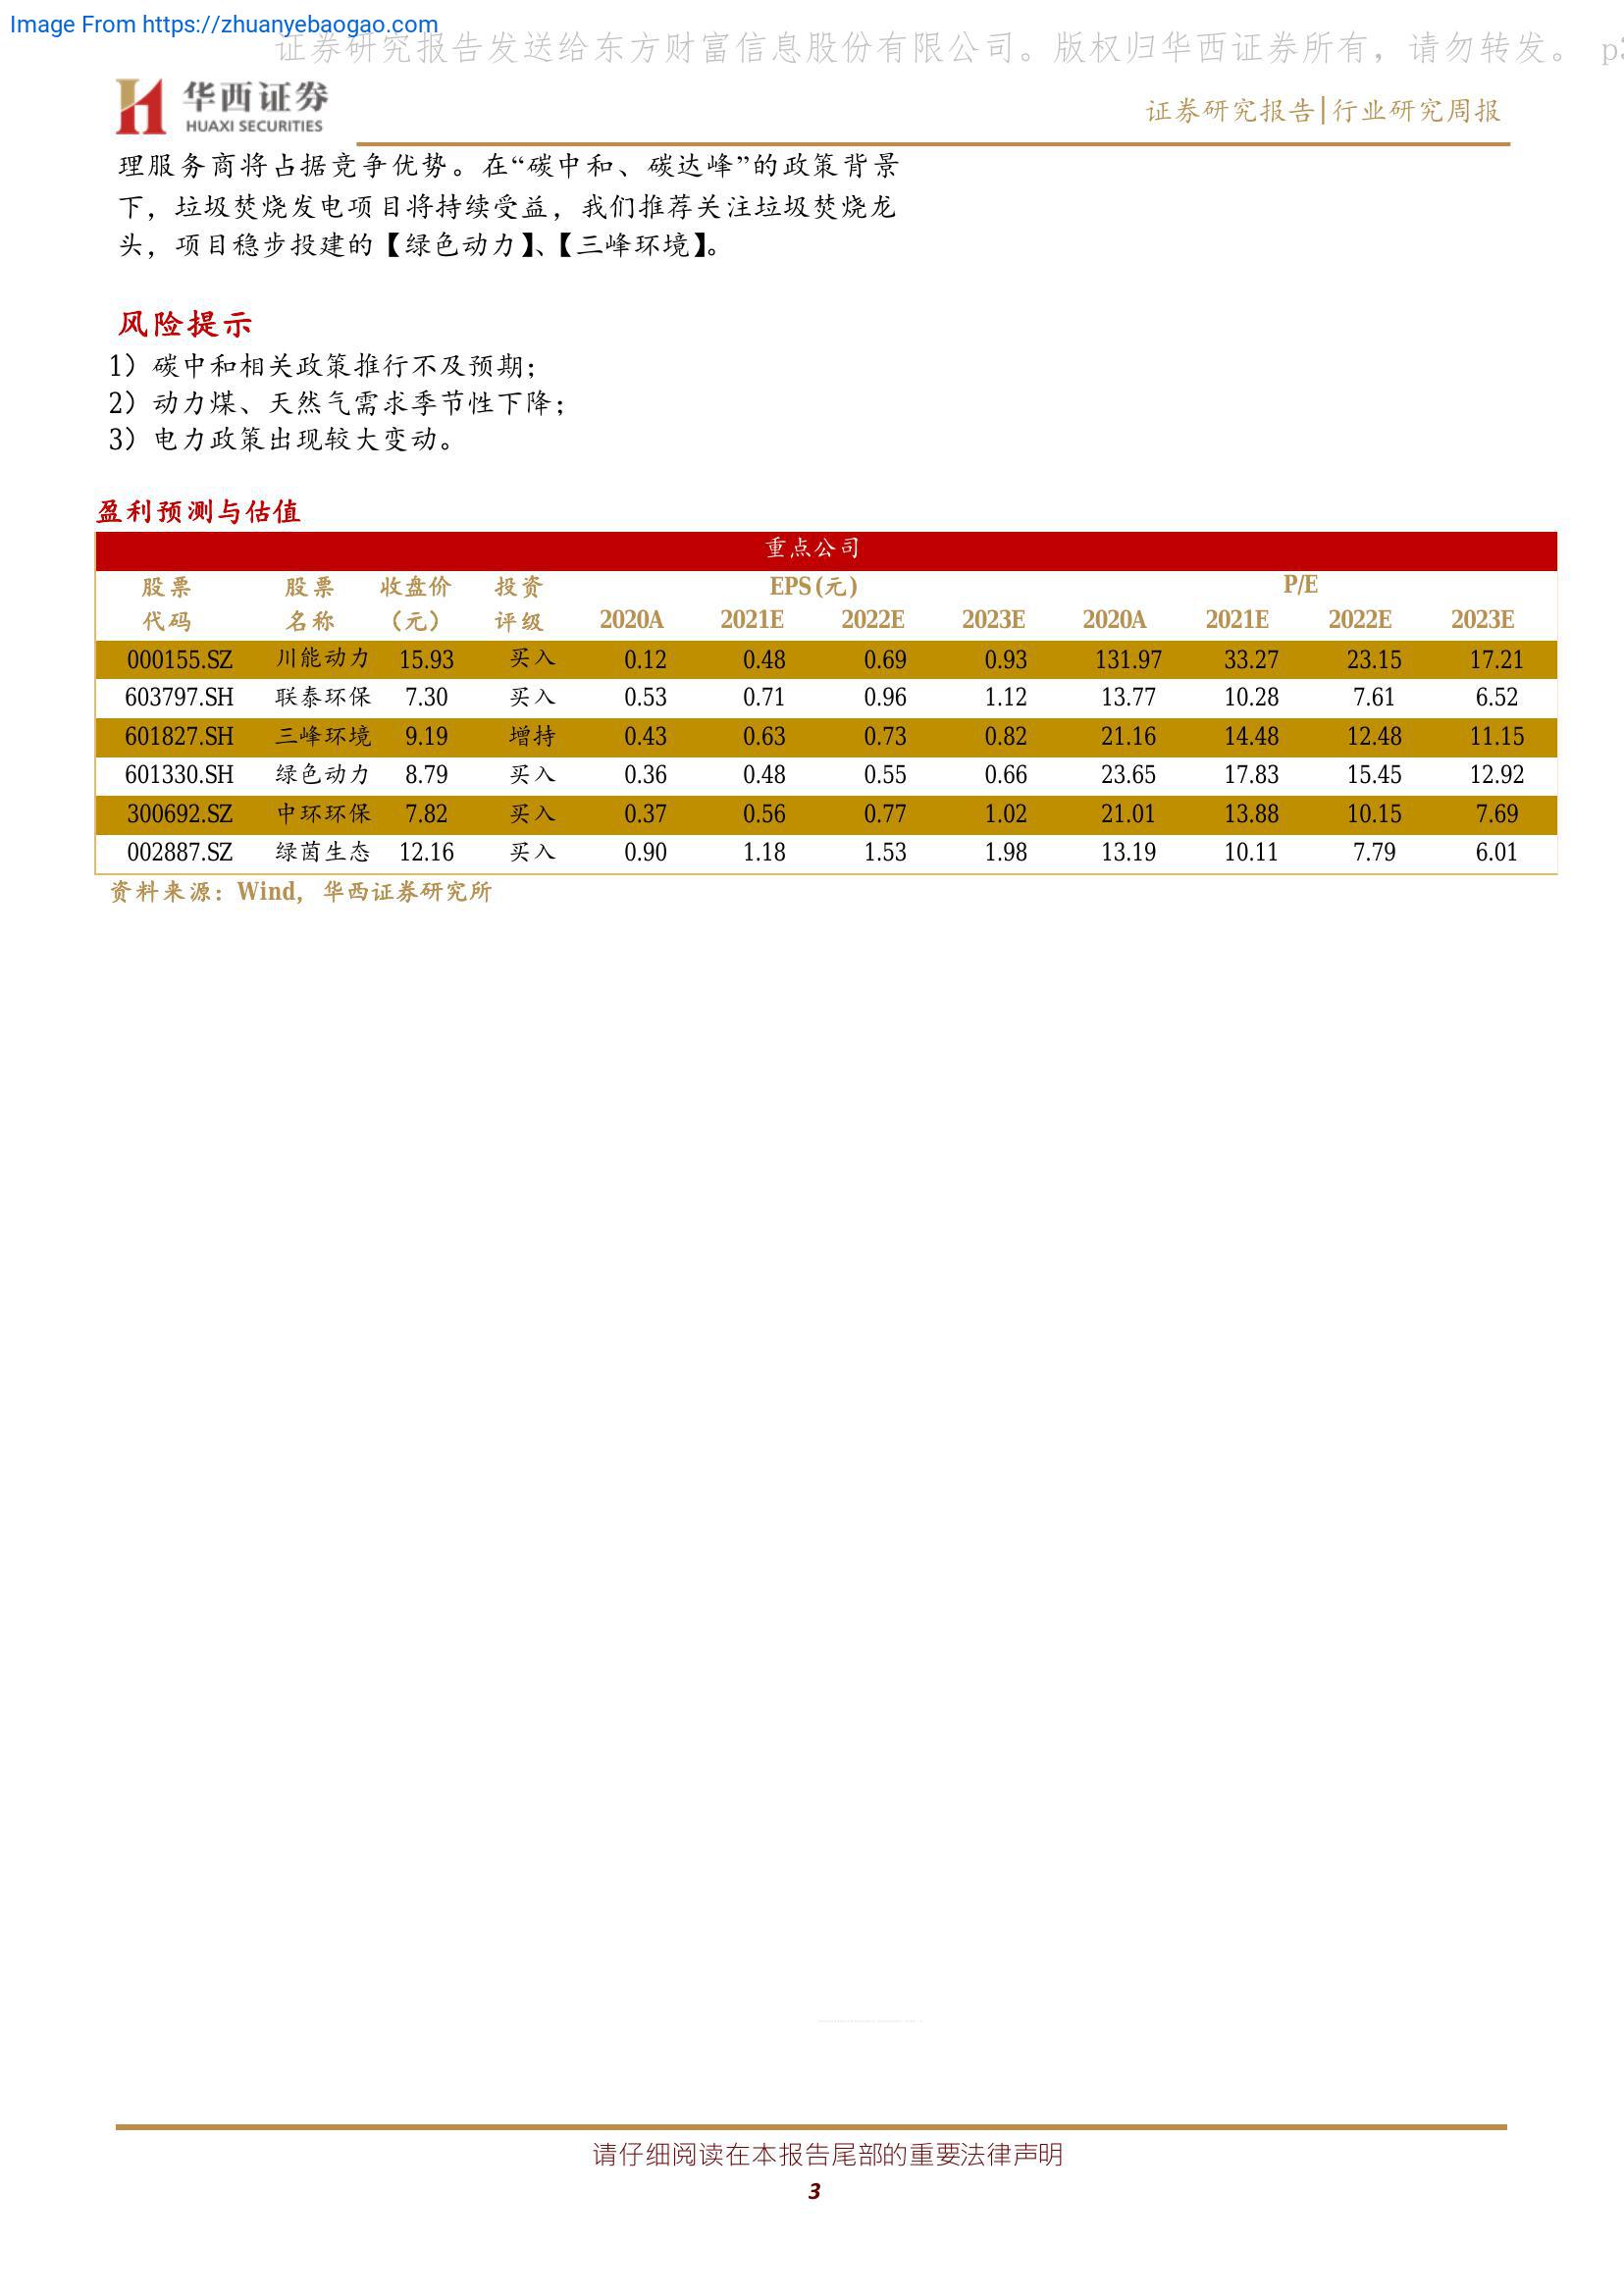 Image From https://zhuanyebaogao.com
证券研究报告发送给东方财富信息股份有限公司。版权归华西证券所有，请勿转发。 p3
华西证券
HUAXI SECURITIES
证券研究报告|行业研究周报
理服务商将占据竞争优势。在“碳中和、碳达峰”的政策背景
下，垃圾焚烧发电项目将持续受益，我们推荐关注垃圾焚烧龙
头，项目稳步投建的【绿色动力】、【三峰环境】。
风险提示
1）碳中和相关政策推行不及预期；
2）动力煤、天然气需求季节性下降；
3）电力政策出现较大变动。
盈利预测与估值
重点公司
股票 股票 收盘价 投资 EPS(元) P/E
代码 名称 （元） 评级 2020A 2021E 2022E 2023E 2020A 2021E 2022E 2023E
000155.SZ 川能动力 15.93 买入 0.12 0.48 0.69 0.93 131.97 33.27 23.15 17.21
603797.SH 联泰环保 7.30 买入 0.53 0.71 0.96 1.12 13.77 10.28 7.61 6.52
601827.SH 三峰环境 9.19 增持 0.43 0.63 0.73 0.82 21.16 14.48 12.48 11.15
601330.SH 绿色动力 8.79 买入 0.36 0.48 0.55 0.66 23.65 17.83 15.45 12.92
300692.SZ 中环环保 7.82 买入 0.37 0.56 0.77 1.02 21.01 13.88 10.15 7.69
002887.SZ 绿茵生态 12.16 买入 0.90 1.18 1.53 1.98 13.19 10.11 7.79 6.01
资料来源：Wind，华西证券研究所
请仔细阅读在本报告尾部的重要法律声明
3